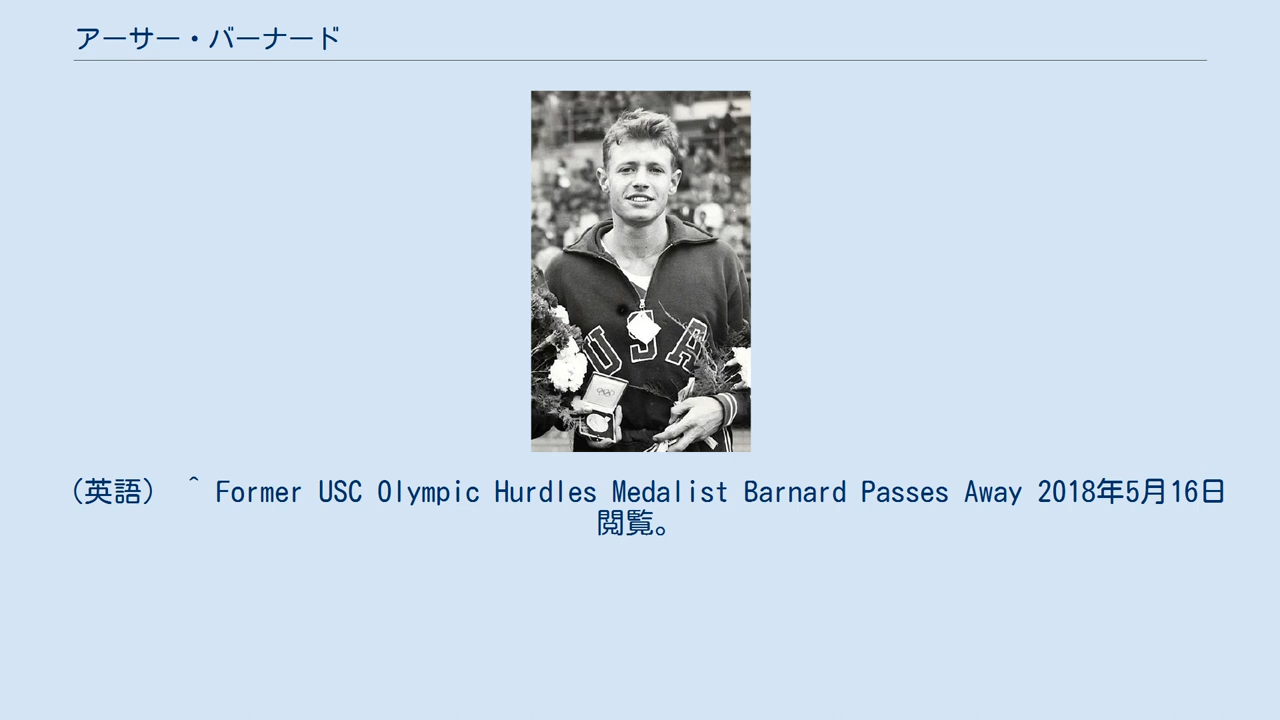 アーサー・バーナード
USA
(英語) ^ Former USC Olympic Hurdles Medalist Barnard Passes Away 2018年5月16日
閲覧。